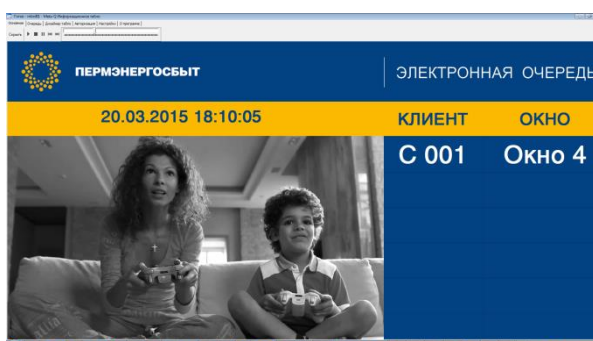 ПЕРМЭНЕРГОСБЫТ
ЭЛЕКТРОННАЯ ОЧЕРЕДЬ
20.03.2015 18:10:05
КЛИЕНТ ОКНО
С 001 Окно 4